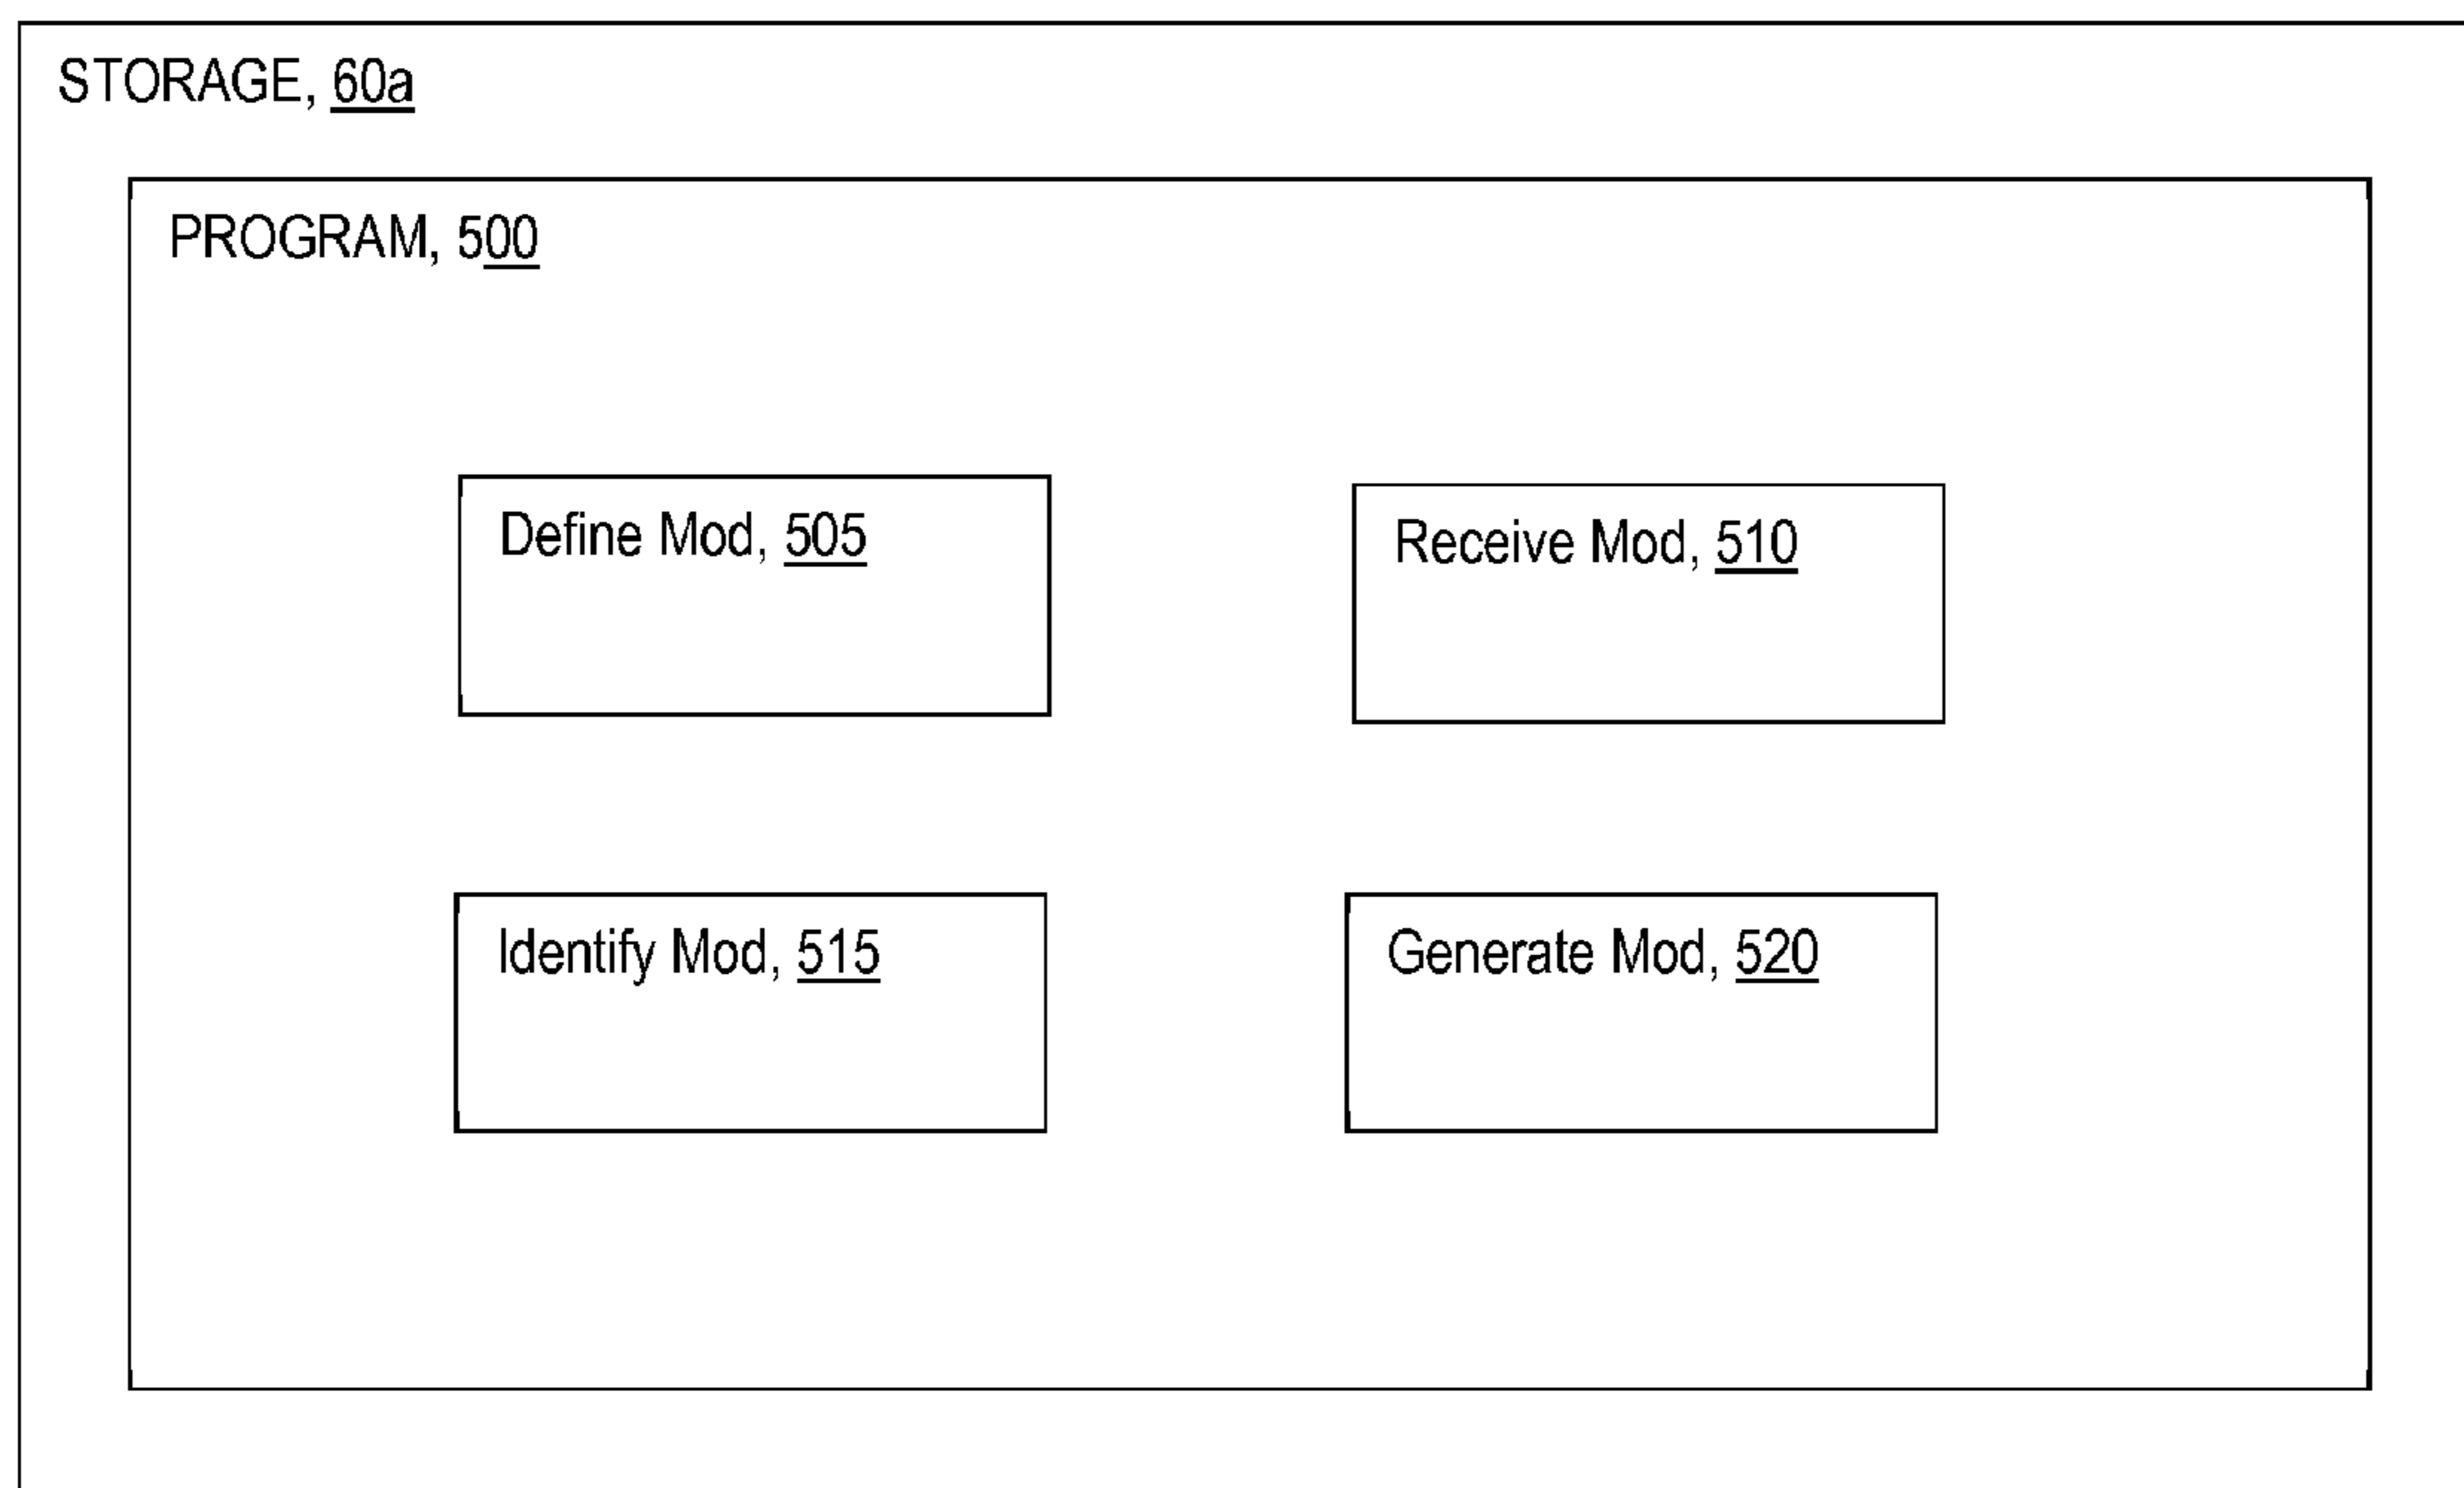 STORAGE, 60a
PROGRAM, 500
Define Mod, 505
Receive Mod, 510
Identify Mod, 515
Generate Mod, 520